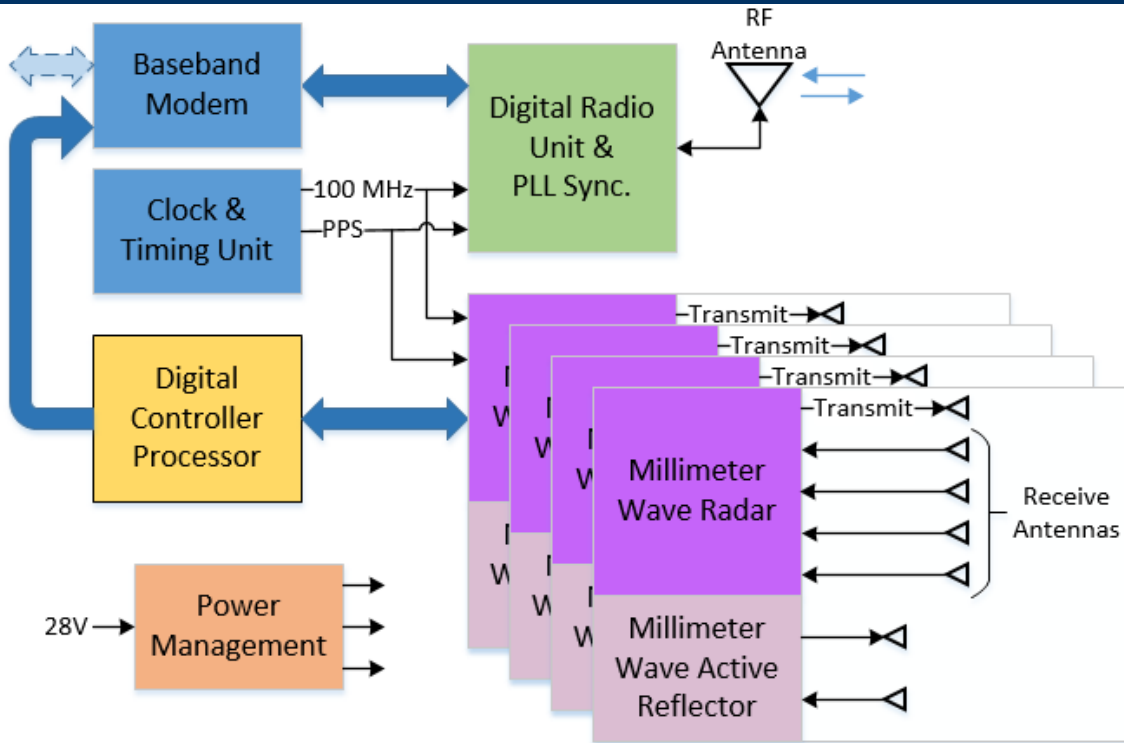 RF
Antenna
Baseband
Modem
Digital Radio
Unit &
PLL Sync.
Clock &
Timing Unit
100 MHz
PPS
Transmit
Transmit
Transmit
Transmit
Digital
Controller
Processor
Millimeter
Wave Radar
Receive
Antennas
Power
Management
28V
Millimeter
Wave Active
Reflector